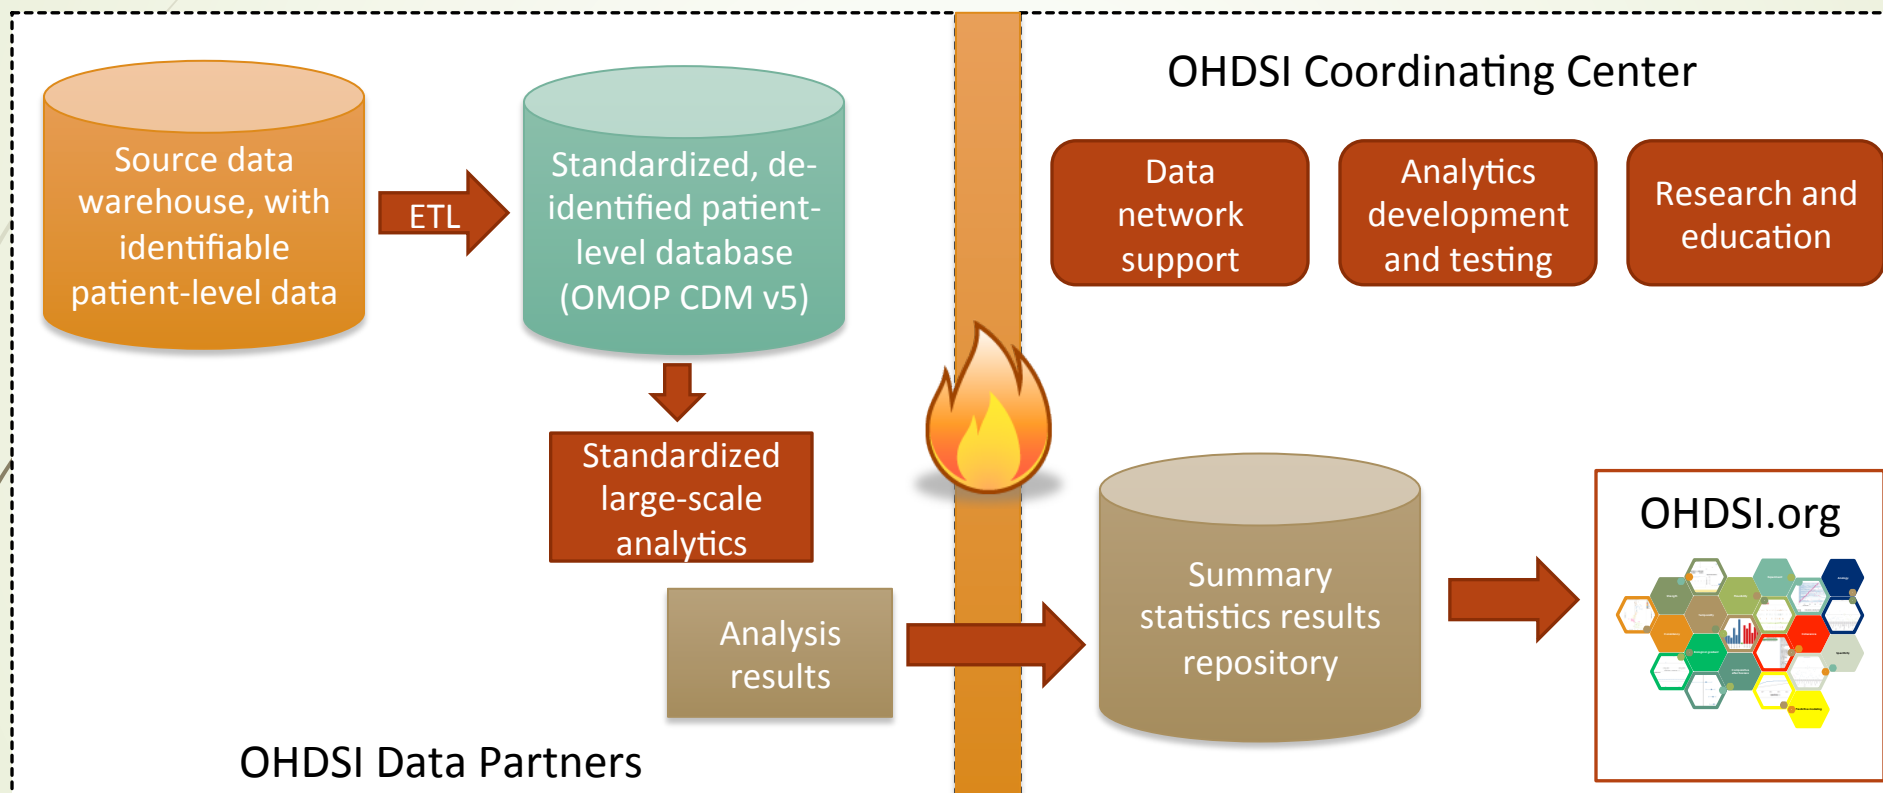 Source data
warehouse, with
identifiable
patient-level data
ETL
Standardized, de-
identified patient-
level database
(OMOP CDM v5)
Standardized
large-scale
analytics
Analysis
results
OHDSI Data Partners
OHDSI Coordinating Center
Data
network
support
Analytics
development
and testing
Research and
education
Summary
statistics results
repository
OHDSI.org